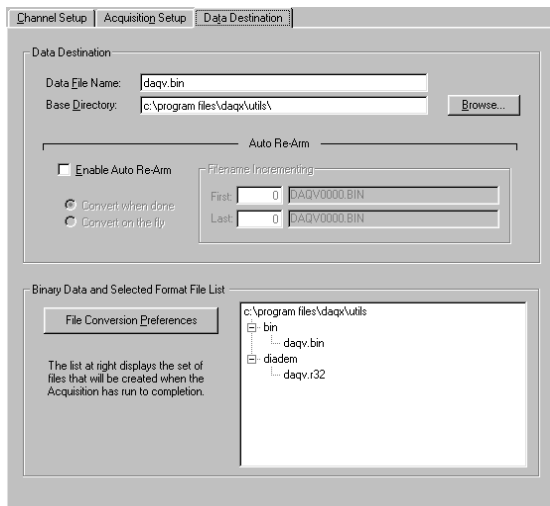 Channel Setup Acquisition Setup Data Destination
Data Destination
Data File Name: daqv.bin
Base Directory: c:\program files\daqx\utils\ Browse...
Auto Re-Arm
Enable Auto Re-Arm Filename Incrementing
First: 0 DAQV0000.BIN
Convert when done
Last: 0 DAQV0000.BIN
Convert on the fly
Binary Data and Selected Format File List
File Conversion Preferences
The list at right displays the set
of files that will be created when the
Acquisition has run to completion.
c:\program files\daqx\utils
bin
daqv.bin
diadem
daqv.r32